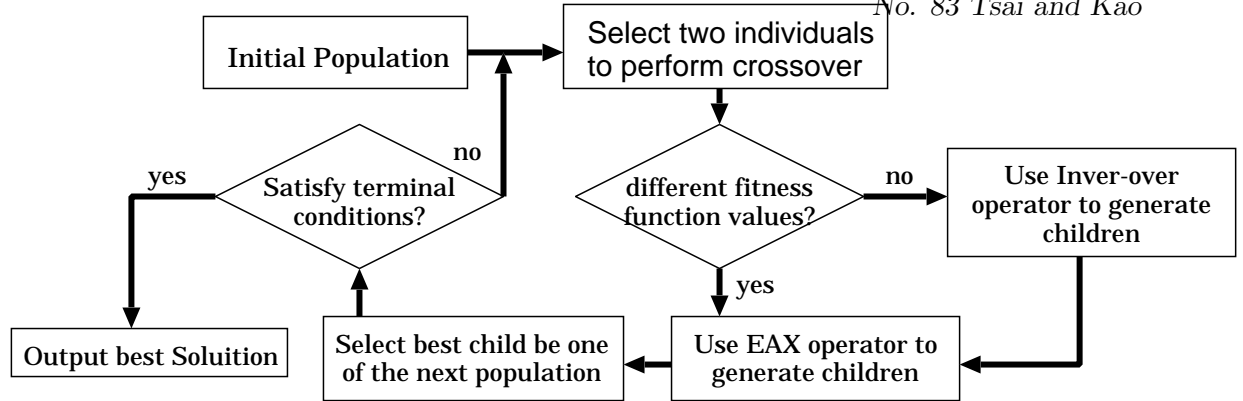 No. 83 Tsai and Kao
Initial Population
Select two individuals
to perform crossover
yes
Satisfy terminal
conditions?
no
different fitness
function values?
no
Use Inver-over
operator to generate
children
yes
Output best Soluition
Select best child be one
of the next population
Use EAX operator to
generate children